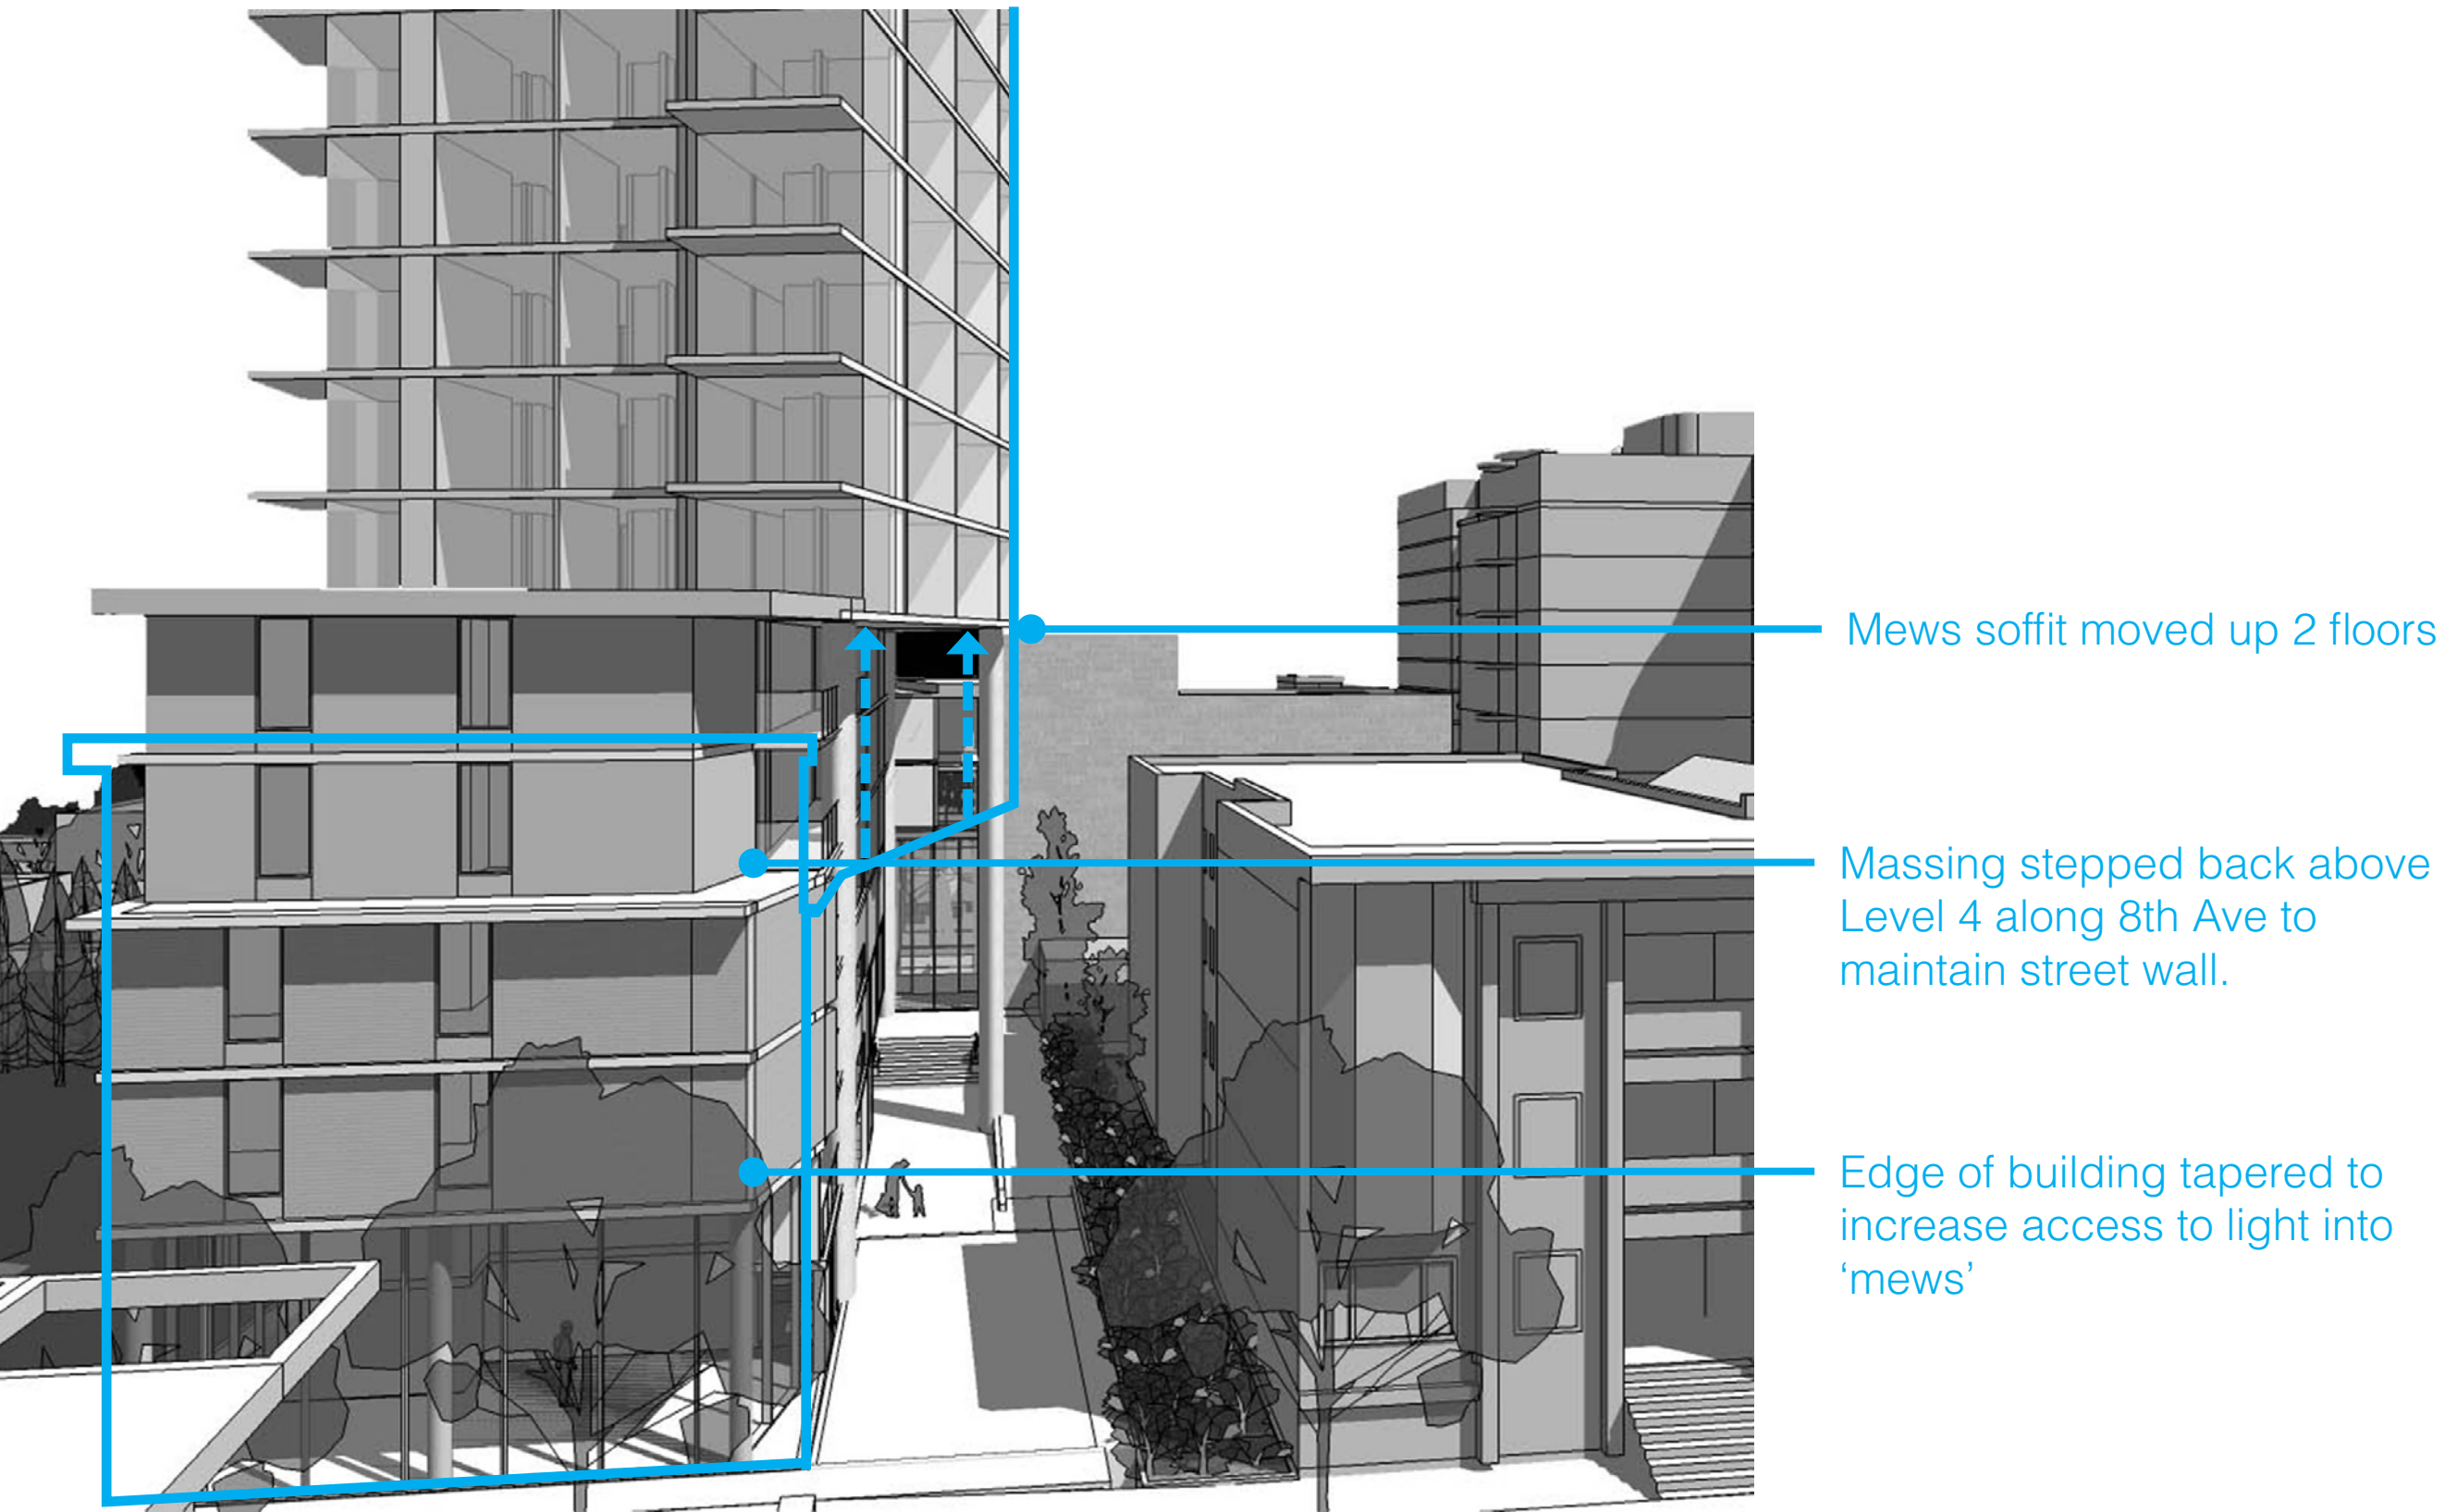 Mews soffit moved up 2 floors
Massing stepped back above
Level 4 along 8th Ave to
maintain street wall.
Edge of building tapered to
increase access to light into
‘mews’